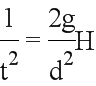 1/t² = 2g/d² H